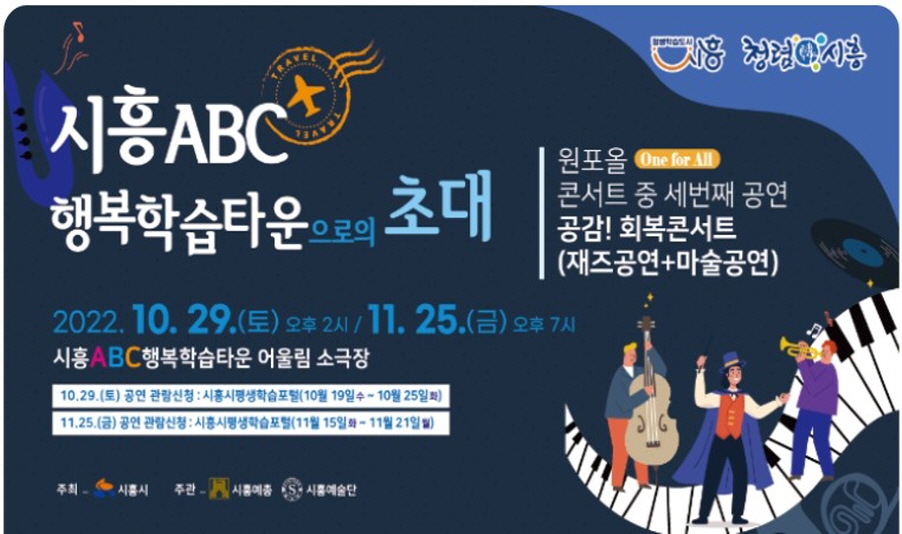 평생학습도시
시흥
청렴 시흥
TRAVEL
TRAVEL
시흥ABC
행복학습타운으로의 초대
원포올 One for All
콘서트 중 세번째 공연
공감! 회복콘서트
(재즈공연+마술공연)
2022. 10. 29.(토) 오후 2시 / 11. 25.(금) 오후 7시
시흥ABC행복학습타운 어울림 소극장
10.29.(토) 공연 관람신청 : 시흥시평생학습포털(10월 19일수 ~ 10월 25일화)
11.25.(금) 공연 관람신청 : 시흥시평생학습포털(11월 15일화 ~ 11월 21일월)
주최 _ 시흥시 주관 _ 시흥예총 S 시흥예술단